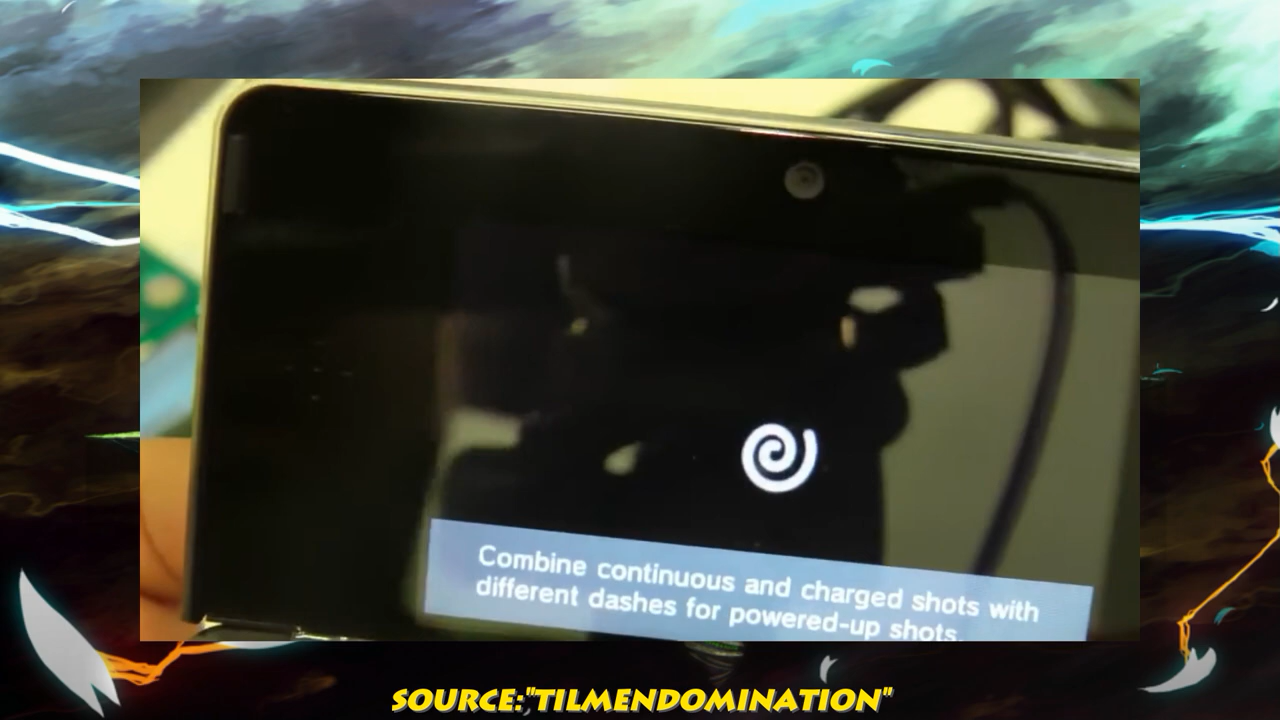 Combine continuous and charged shots with
different dashes for powered-up shots.
SOURCE:"TILMENDOMINATION"